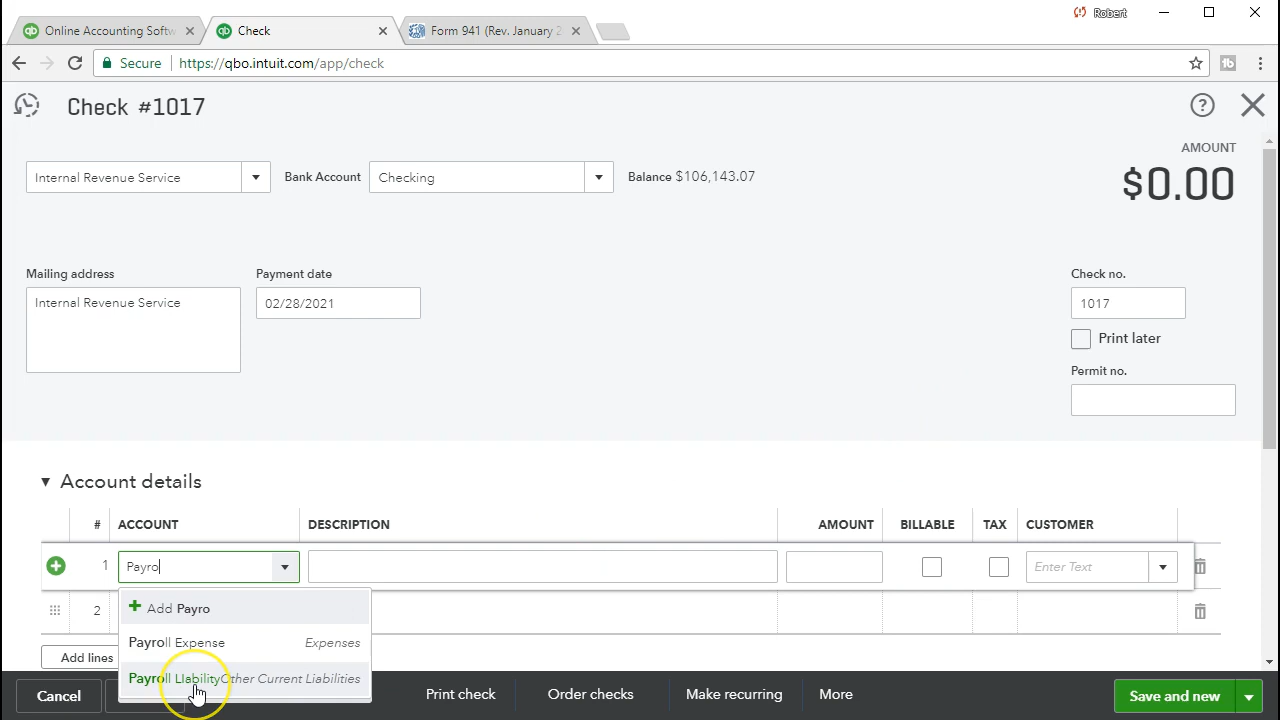 Robert
Online Accounting Softw
Check
Form 941 (Rev. January 2
Secure
https://qbo.intuit.com/app/check
Check #1017
AMOUNT
$0.00
Internal Revenue Service
Bank Account
Checking
Balance $106,143.07
Mailing address
Payment date
Check no.
Internal Revenue Service
02/28/2021
1017
Print later
Permit no.
Account details
# ACCOUNT DESCRIPTION AMOUNT BILLABLE TAX CUSTOMER
1 Payro Enter Text
2
Add Payro
Payroll Expense Expenses
Payroll Liability Other Current Liabilities
Add lines
Cancel
Print check
Order checks
Make recurring
More
Save and new